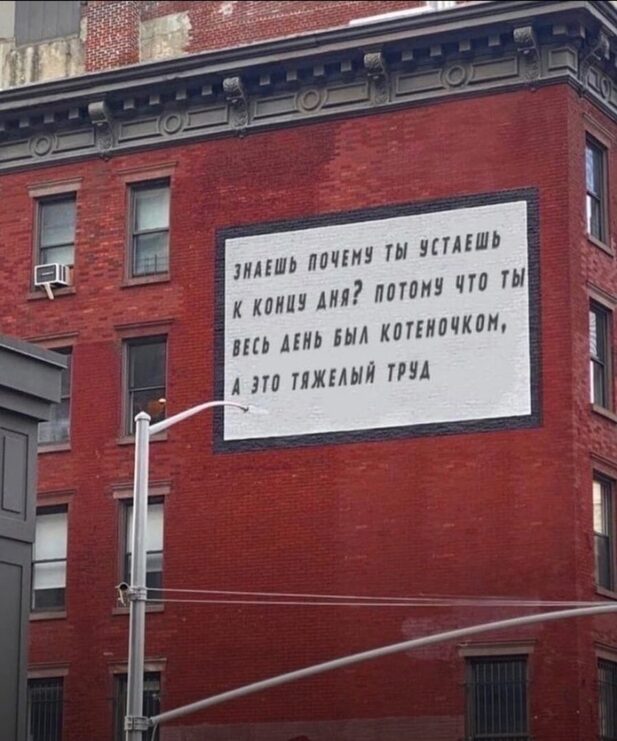 ЗНАЕШЬ ПОЧЕМУ ТЫ УСТАЕШЬ
К КОНЦУ ДНЯ? ПОТОМУ ЧТО ТЫ
ВЕСЬ ДЕНЬ БЫЛ КОТЕНОЧКОМ,
А ЭТО ТЯЖЕЛЫЙ ТРУД